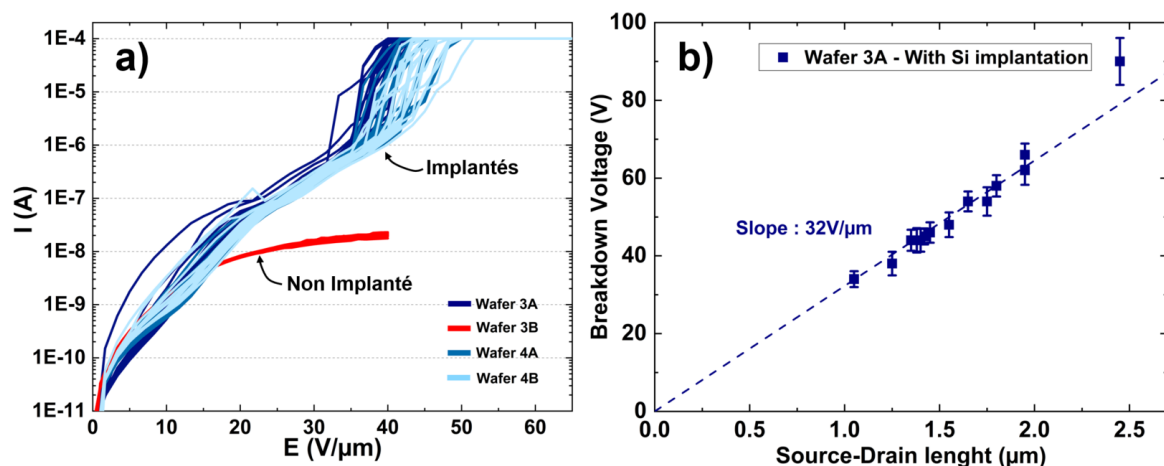 a)
1E-4
1E-5
1E-6
1E-7
1E-8
1E-9
1E-10
1E-11
I (A)
Implantés
Non Implanté
Wafer 3A
Wafer 3B
Wafer 4A
Wafer 4B
0 10 20 30 40 50 60
E (V/µm)
b)
Wafer 3A - With Si implantation
100
80
60
40
20
0
Breakdown Voltage (V)
Slope : 32V/µm
0.0 0.5 1.0 1.5 2.0 2.5
Source-Drain lenght (µm)